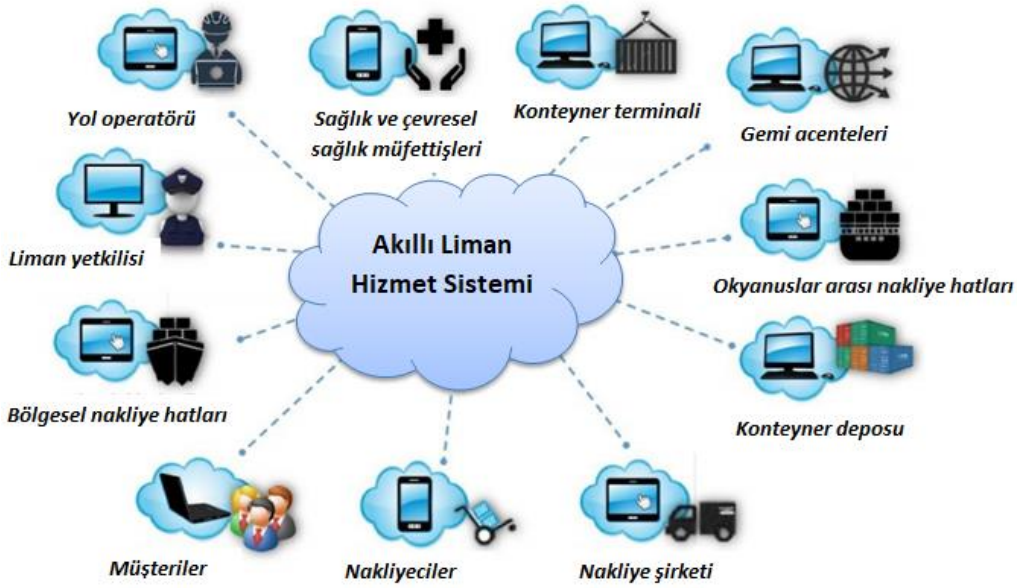 Yol operatörü
Sağlık ve çevresel
sağlık müfettişleri
Konteyner terminali
Gemi acenteleri
Liman yetkilisi
Akıllı Liman
Hizmet Sistemi
Okyanuslar arası nakliye hatları
Bölgesel nakliye hatları
Konteyner deposu
Müşteriler
Nakliyeciler
Nakliye şirketi